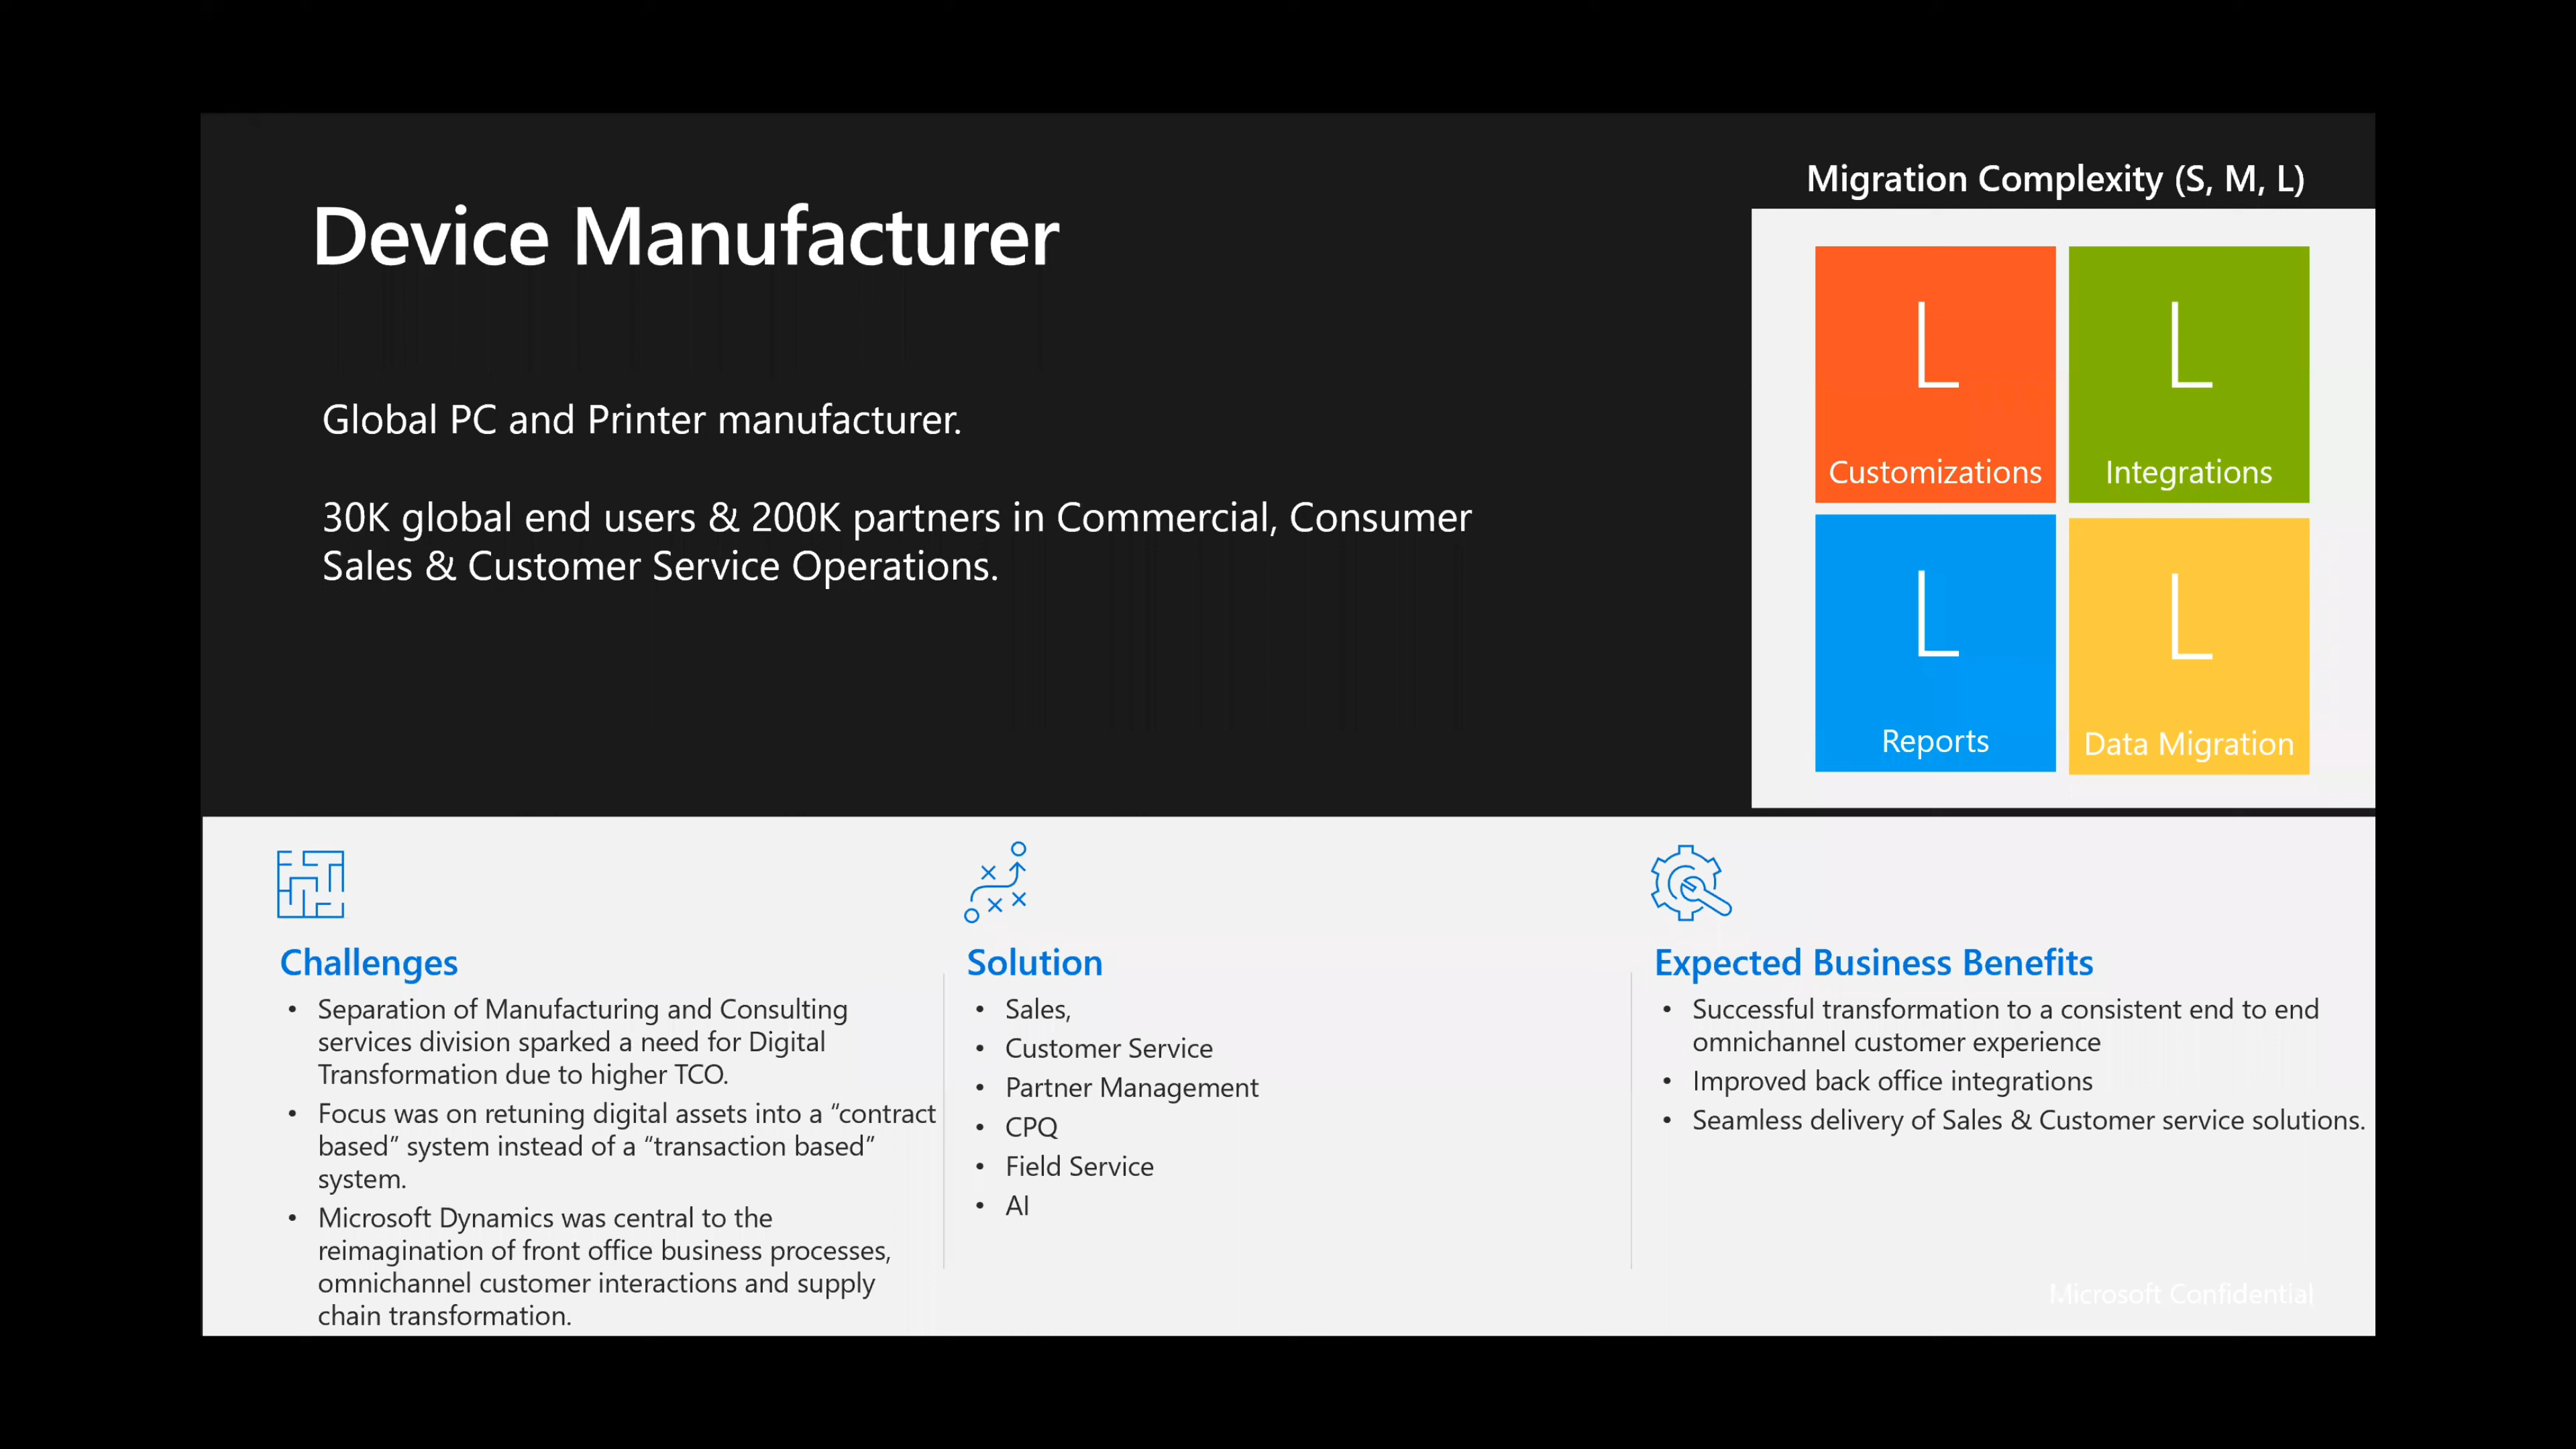 Device Manufacturer
Global PC and Printer manufacturer.
30K global end users & 200K partners in Commercial, Consumer
Sales & Customer Service Operations.
Migration Complexity (S, M, L)
L
Customizations
L
Integrations
L
Reports
L
Data Migration
Challenges
• Separation of Manufacturing and Consulting
services division sparked a need for Digital
Transformation due to higher TCO.
• Focus was on retuning digital assets into a “contract
based” system instead of a “transaction based”
system.
• Microsoft Dynamics was central to the
reimagination of front office business processes,
omnichannel customer interactions and supply
chain transformation.
Solution
• Sales,
• Customer Service
• Partner Management
• CPQ
• Field Service
• AI
Expected Business Benefits
• Successful transformation to a consistent end to end
omnichannel customer experience
• Improved back office integrations
• Seamless delivery of Sales & Customer service solutions.
Microsoft Confidential